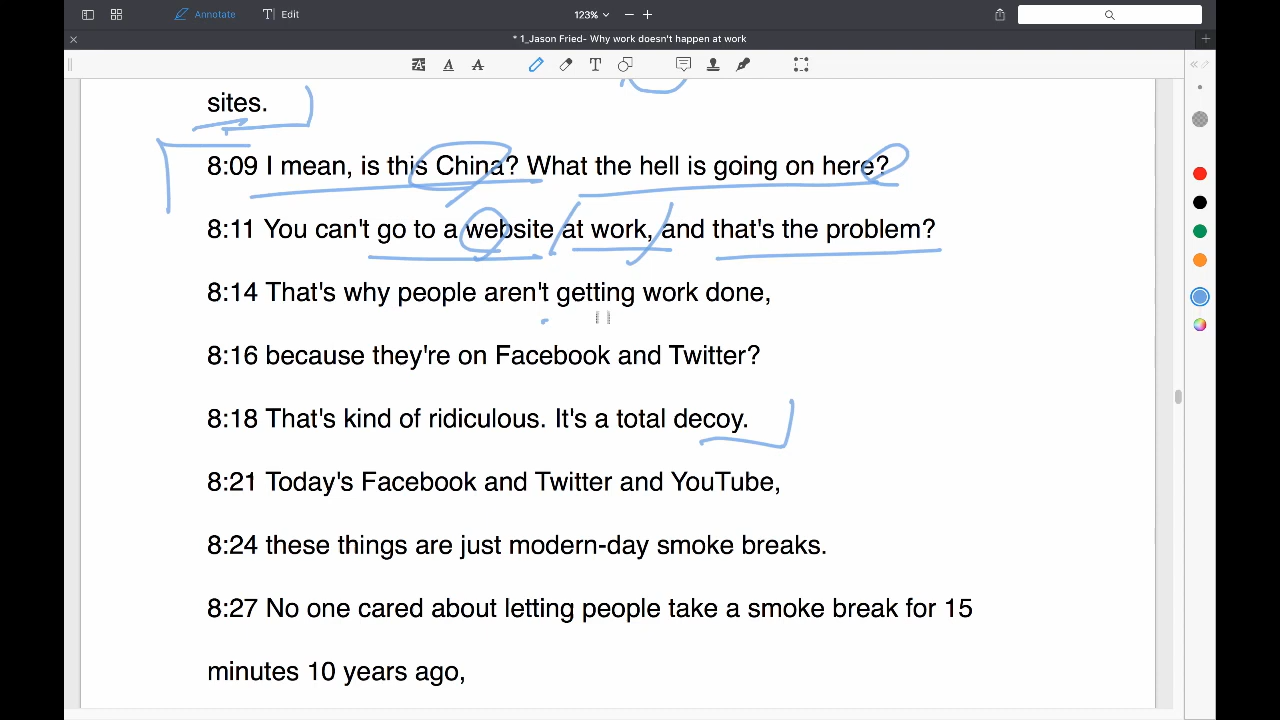 Annotate
Edit
123%
* 1_Jason Fried- Why work doesn't happen at work
sites.
8:09 I mean, is this China? What the hell is going on here?
8:11 You can't go to a website at work, and that's the problem?
8:14 That's why people aren't getting work done,
8:16 because they're on Facebook and Twitter?
8:18 That's kind of ridiculous. It's a total decoy.
8:21 Today's Facebook and Twitter and YouTube,
8:24 these things are just modern-day smoke breaks.
8:27 No one cared about letting people take a smoke break for 15
minutes 10 years ago,